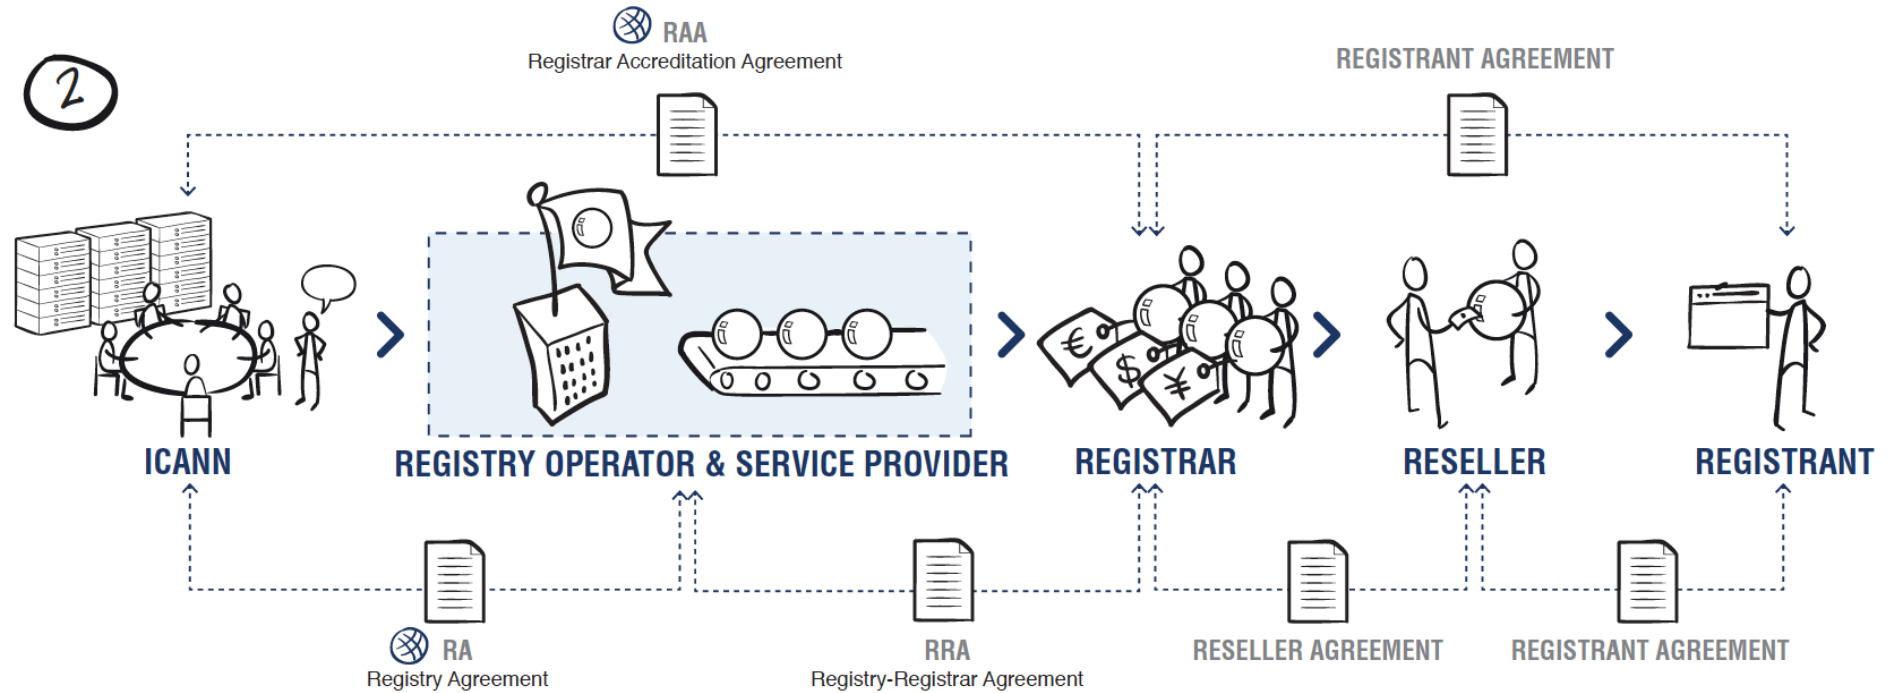 2
RAA
Registrar Accreditation Agreement
REGISTRANT AGREEMENT
€
$
¥
ICANN
REGISTRY OPERATOR & SERVICE PROVIDER
REGISTRAR
RESELLER
REGISTRANT
RA
Registry Agreement
RRA
Registry-Registrar Agreement
RESELLER AGREEMENT
REGISTRANT AGREEMENT